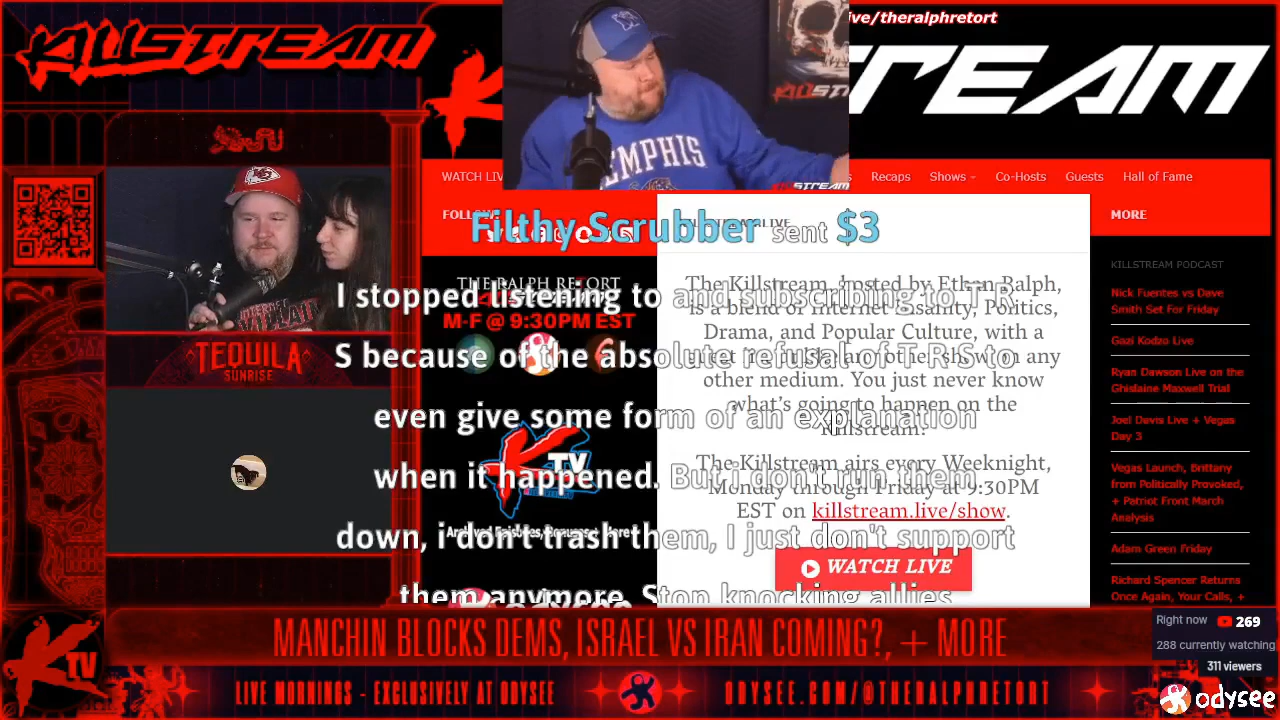 KILLSTREAM
ive/theralphretort
TREAM
MEMPHIS
KILLSTREAM
WATCH LIV
Recaps
Shows
Co-Hosts
Guests
Hall of Fame
FOLLOW
MORE
Filthy Scrubber sent $3
I stopped listening to and subscribing to T R
S because of the absolute refusal of T R S to
even give some form of an explanation
when it happened. But i don't run them
down, i don't trash them, I just don't support
them anymore. Stop knocking allies
THE RALPH RETORT
M-F @ 9:30PM EST
TEQUILA
SUNRISE
KTV
The Killstream, hosted by Ethan Ralph,
is a blend of Internet Insanity, Politics,
Drama, and Popular Culture, with a
other medium. You just never know
what's going to happen on the
Killstream.
The Killstream airs every Weeknight,
Monday through Friday at 9:30PM
EST on killstream.live/show.
WATCH LIVE
KILLSTREAM PODCAST
Nick Fuentes vs Dave
Smith Set For Friday
Gazi Kodzo Live
Ryan Dawson Live on the
Ghislaine Maxwell Trial
Joel Davis Live + Vegas
Day 3
Vegas Launch, Brittany
from Politically Provoked,
+ Patriot Front March
Analysis
Adam Green Friday
Richard Spencer Returns
Once Again, Your Calls, +
MANCHIN BLOCKS DEMS, ISRAEL VS IRAN COMING?, + MORE
Right now 269
288 currently watching
311 viewers
KTV
LIVE MORNINGS - EXCLUSIVELY AT ODYSEE
ODYSEE.COM/@THERALPHRETORT
odysee